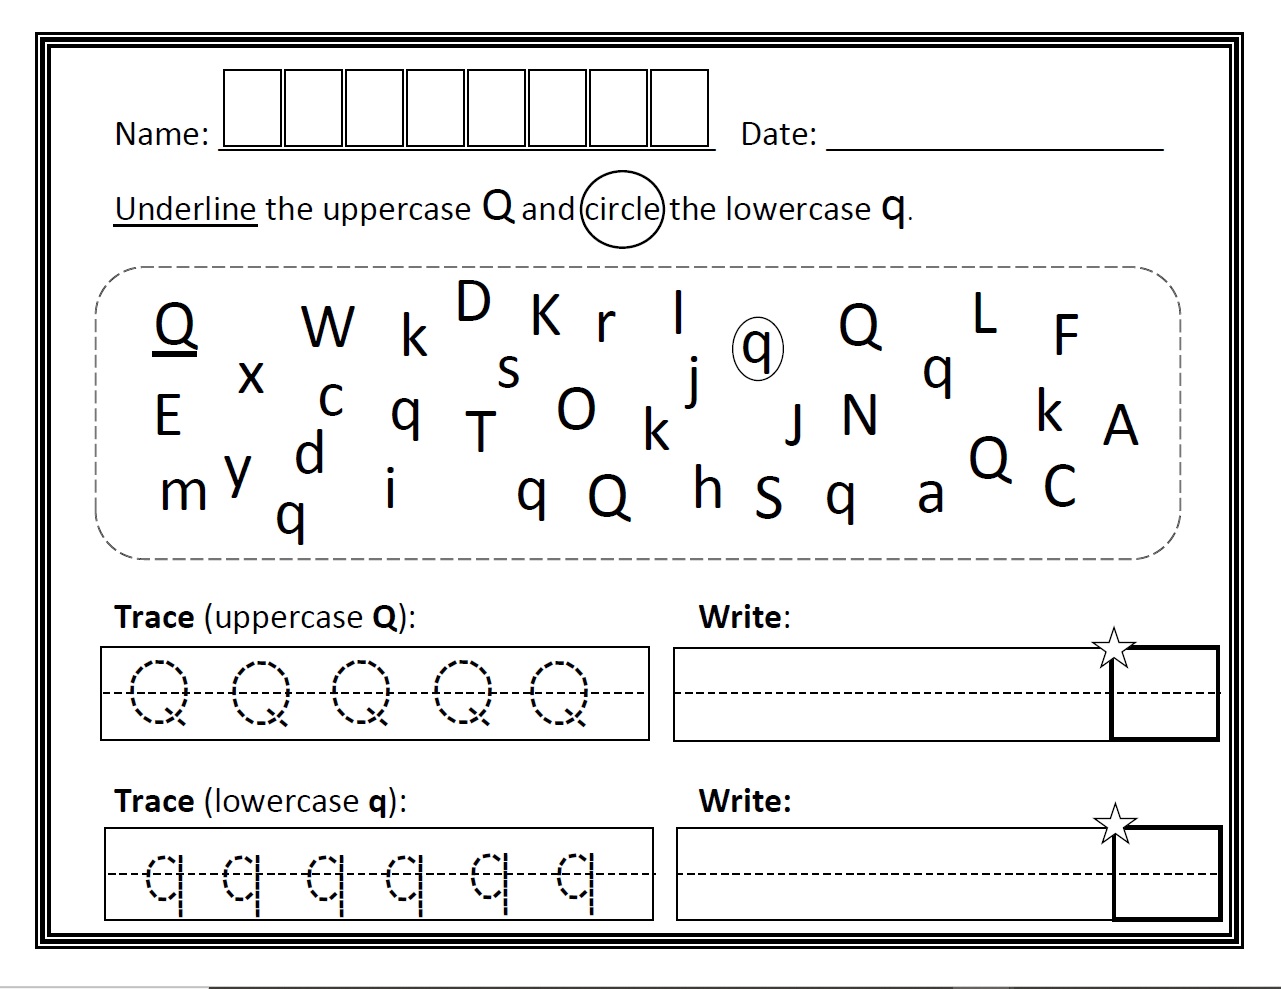 Name: Date:
Underline the uppercase Q and circle the lowercase q.
Q W k D K r l q Q L F
x s j q
E c q T O k J N k A
m y d i q Q h S q a Q C
q
Trace (uppercase Q): Write:
Q Q Q Q Q
Trace (lowercase q): Write:
q q q q q q